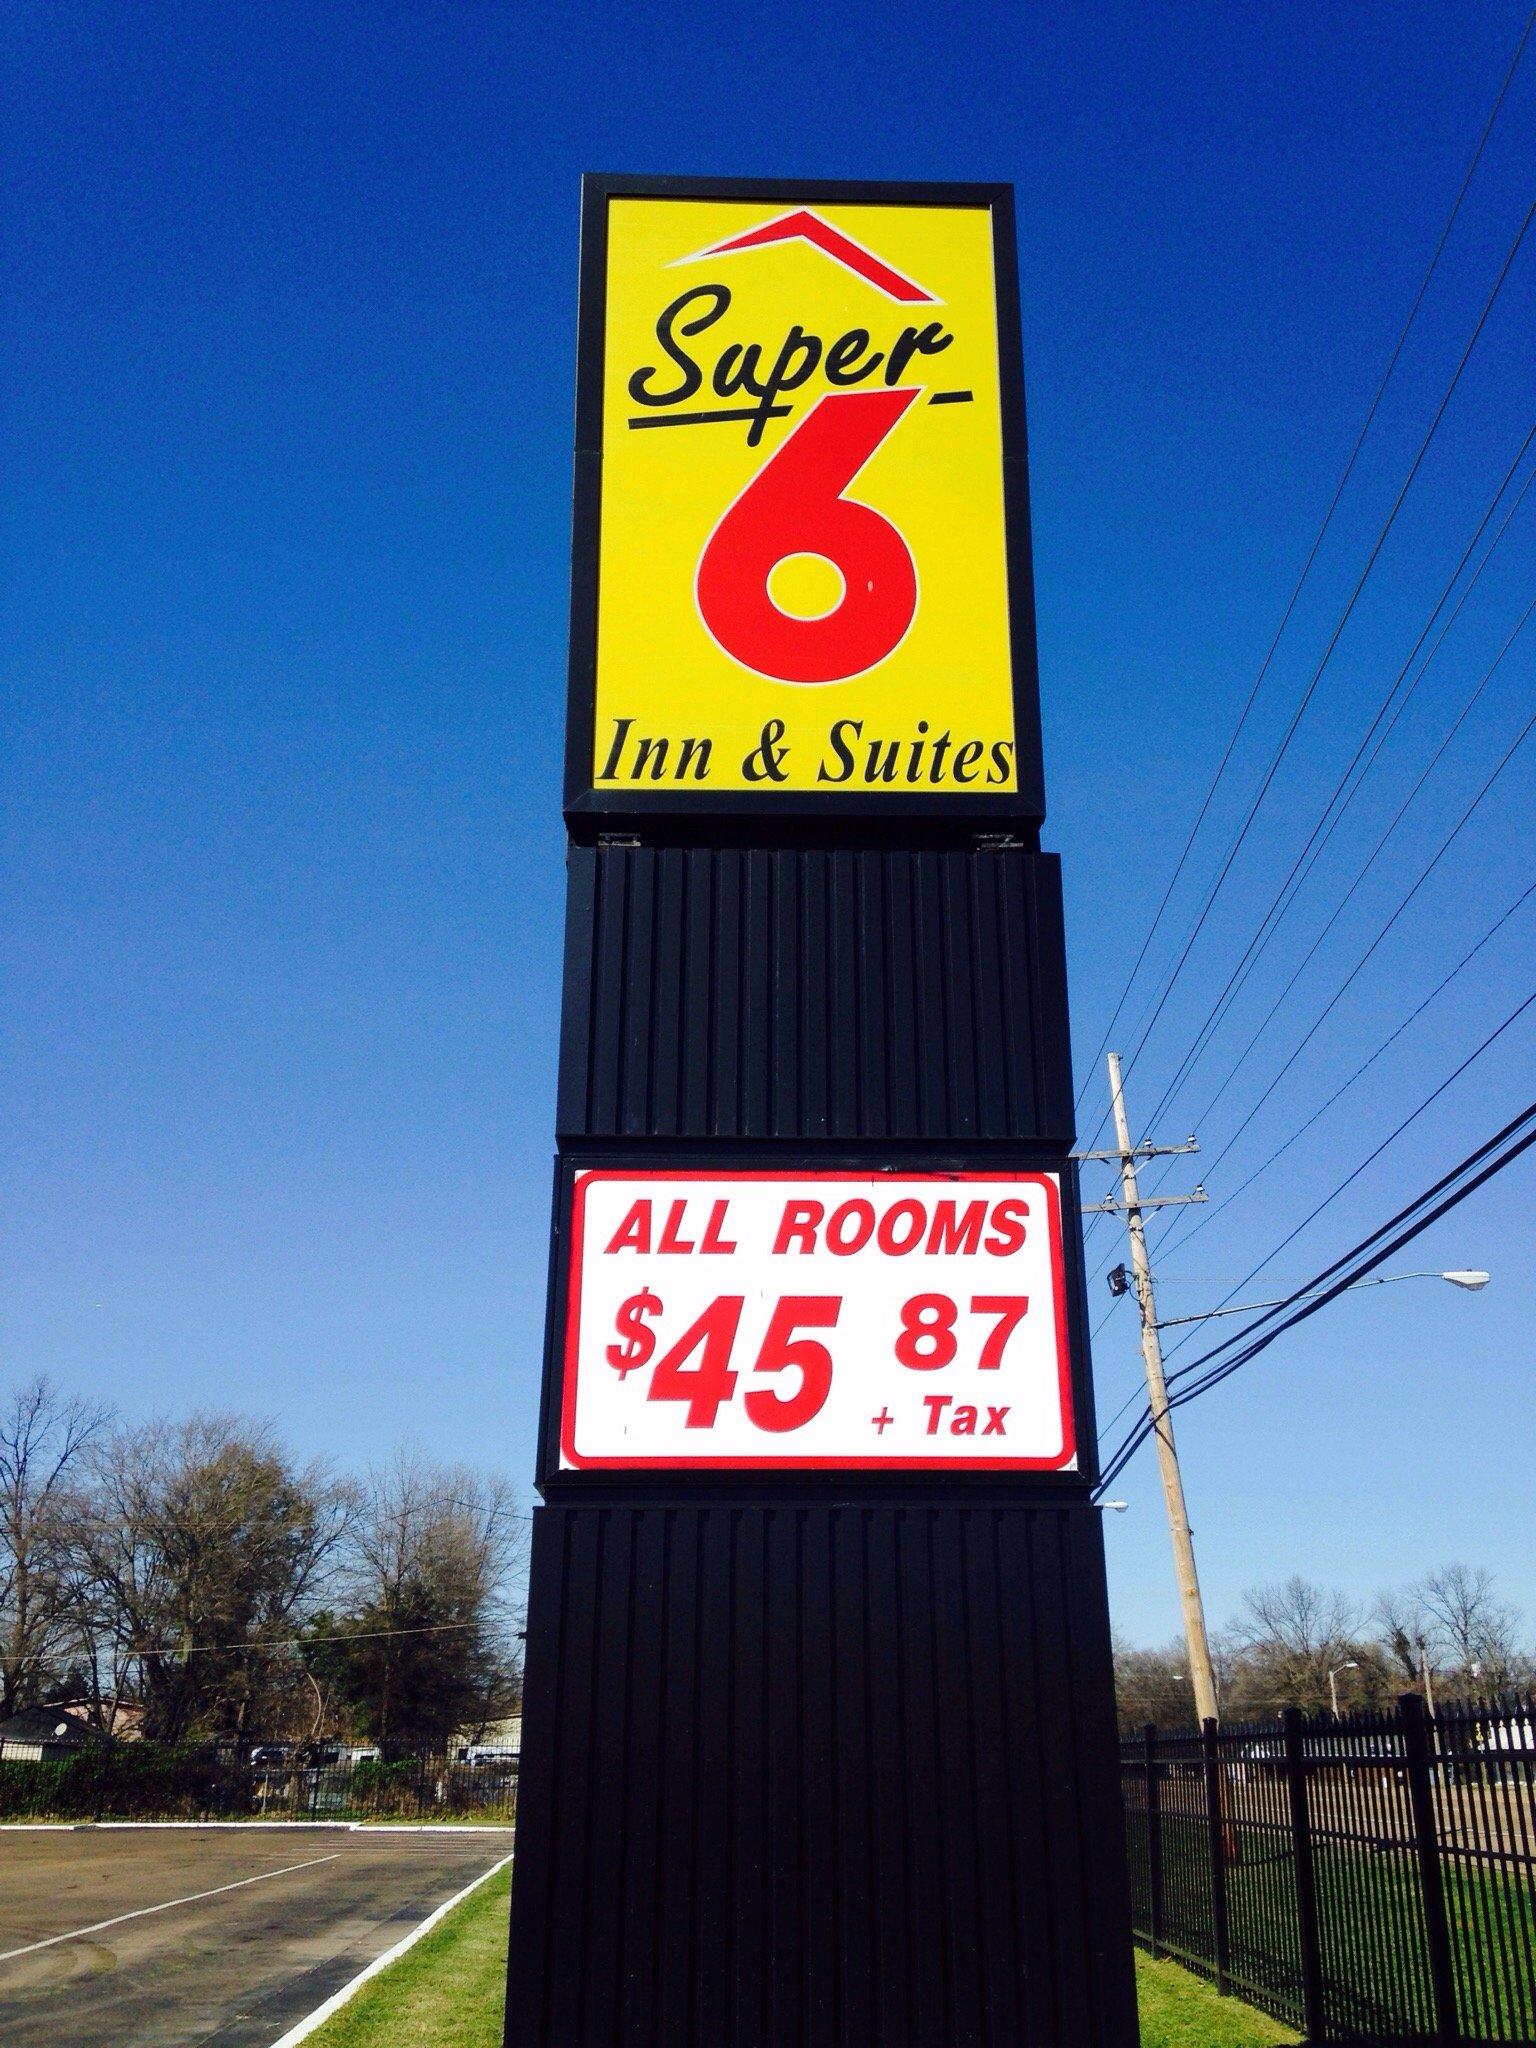 Super
6
Inn & Suites
ALL ROOMS
$45 87
+ Tax